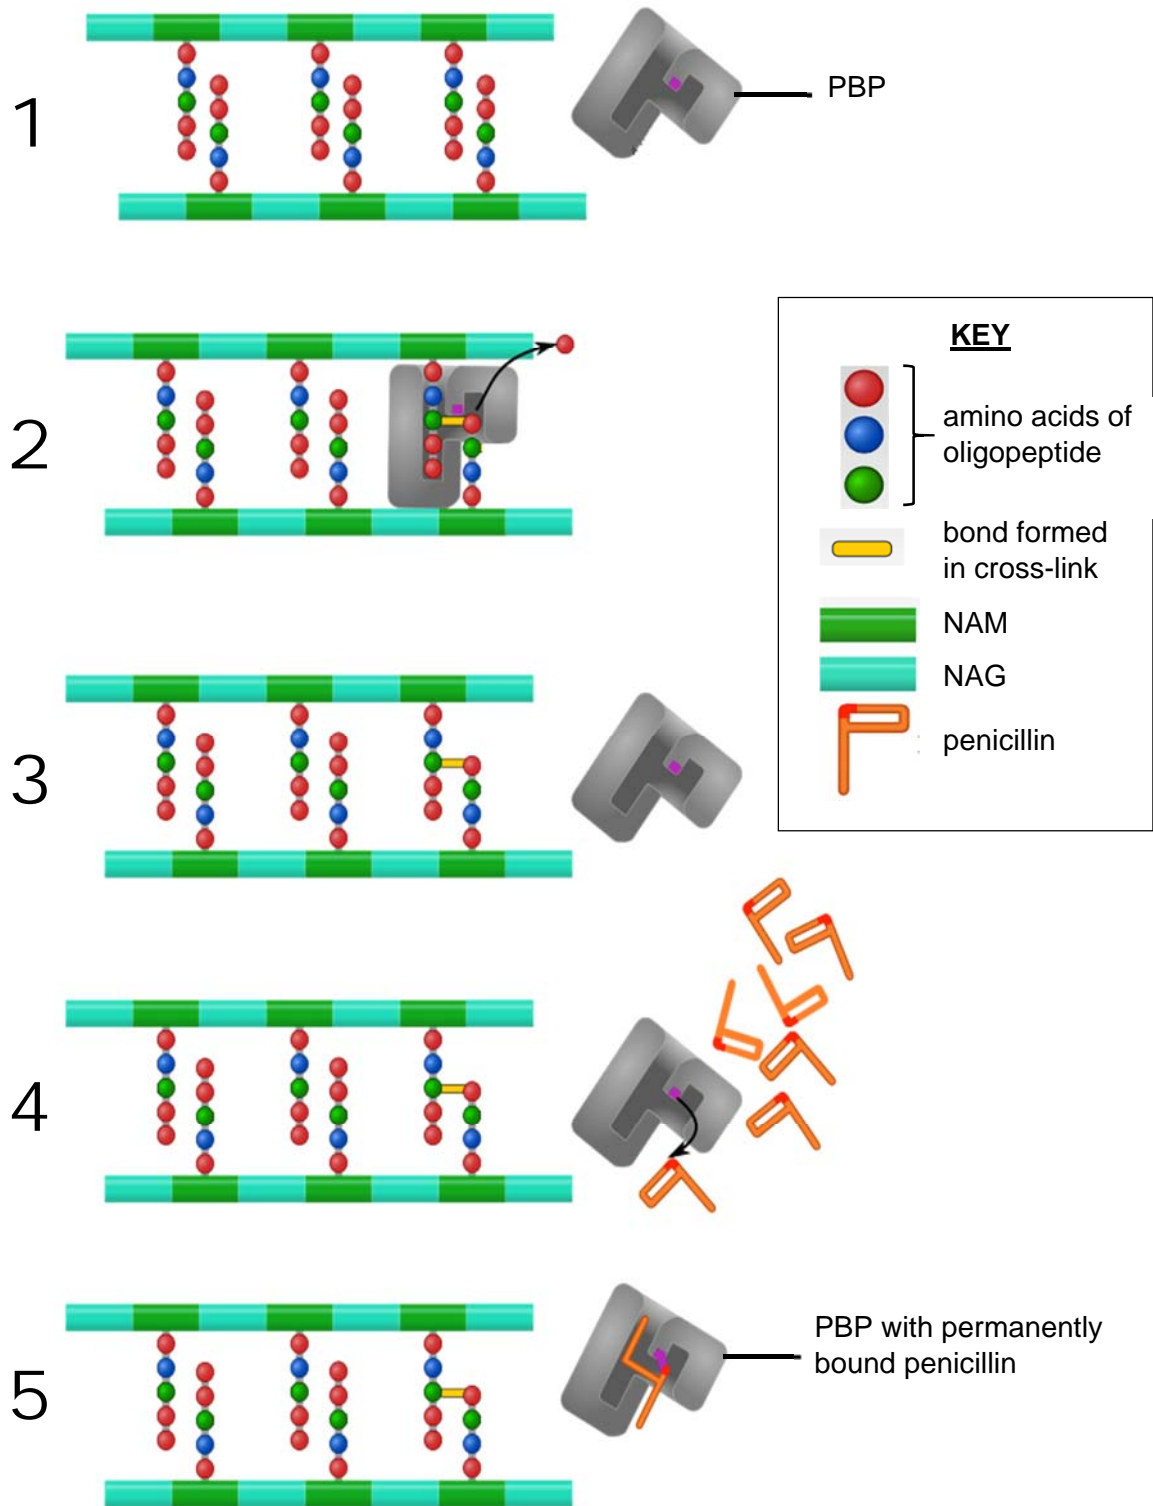 1
PBP
2
KEY
amino acids of
oligopeptide
bond formed
in cross-link
NAM
NAG
penicillin
3
4
5
PBP with permanently
bound penicillin